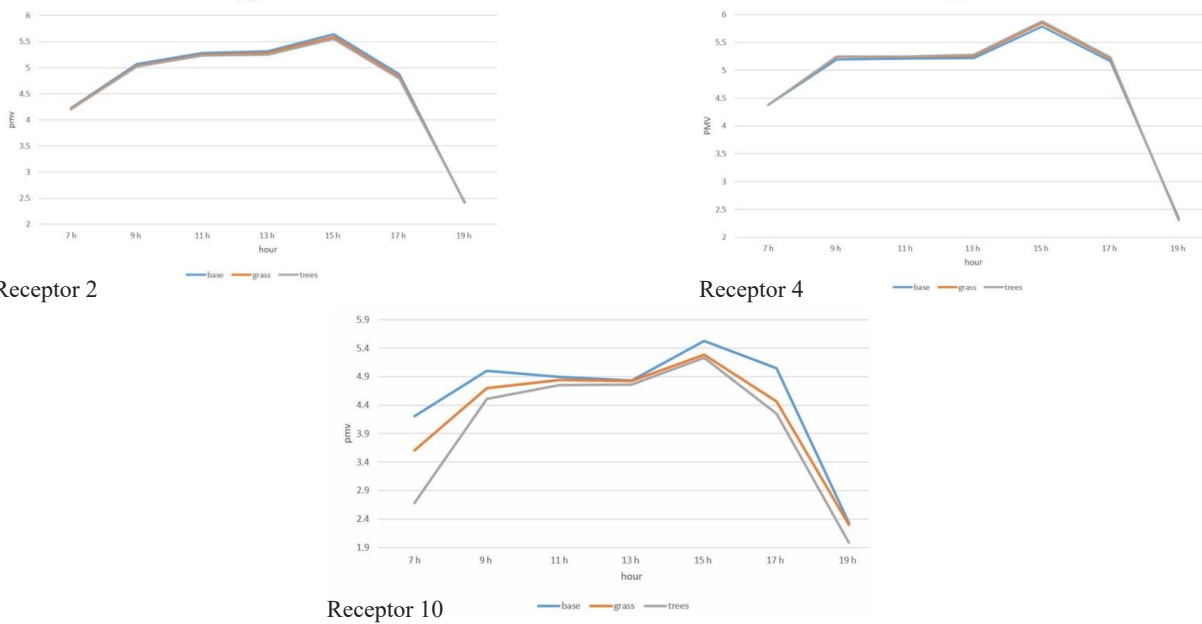 6
5.5
5
4.5
4
3.5
3
2.5
2
pmv
7 h 9 h 11 h 13 h 15 h 17 h 19 h
hour
base grass trees
Receptor 2
6
5.5
5
4.5
4
3.5
3
2.5
2
PMV
7 h 9 h 11 h 13 h 15 h 17 h 19 h
hour
base grass trees
Receptor 4
5.9
5.4
4.9
4.4
3.9
3.4
2.9
2.4
1.9
pmv
7 h 9 h 11 h 13 h 15 h 17 h 19 h
hour
base grass trees
Receptor 10